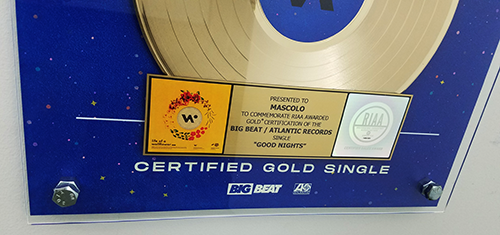 PRESENTED TO
MASCOLO
TO COMMEMORATE RIAA AWARDED
GOLD CERTIFICATION OF THE
BIG BEAT / ATLANTIC RECORDS
SINGLE
"GOOD NIGHTS"
RIAA
CERTIFIED GOLD SINGLE
BIG BEAT